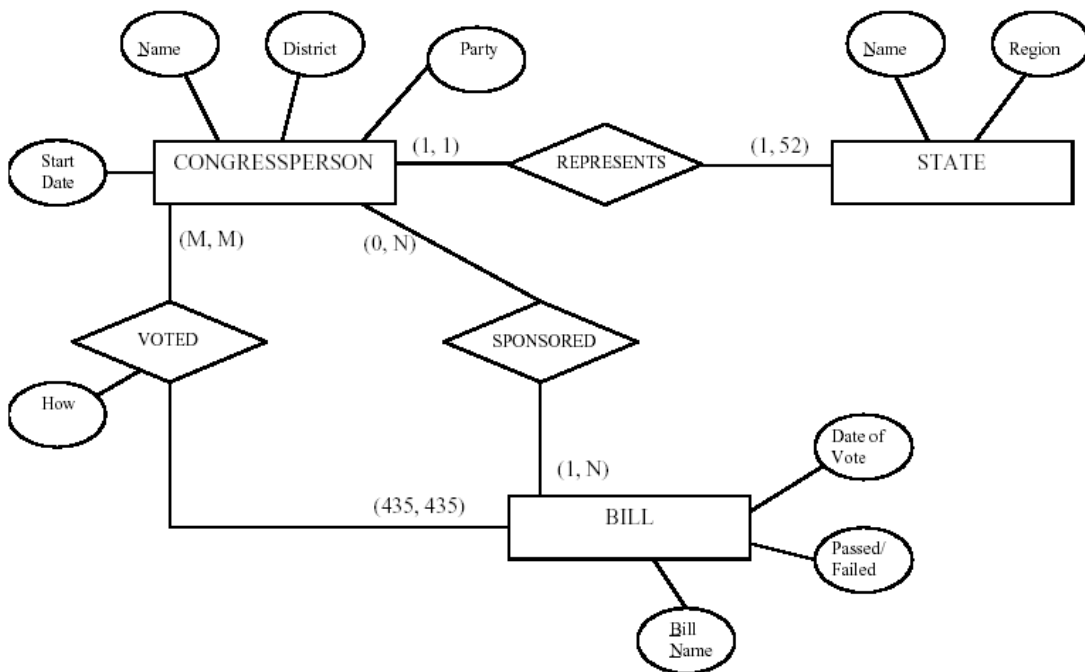 Name
District
Party
Name
Region
Start
Date
CONGRESSPERSON
(1, 1)
REPRESENTS
(1, 52)
STATE
(M, M)
(0, N)
VOTED
SPONSORED
How
Date of
Vote
(1, N)
(435, 435)
BILL
Passed/
Failed
Bill
Name